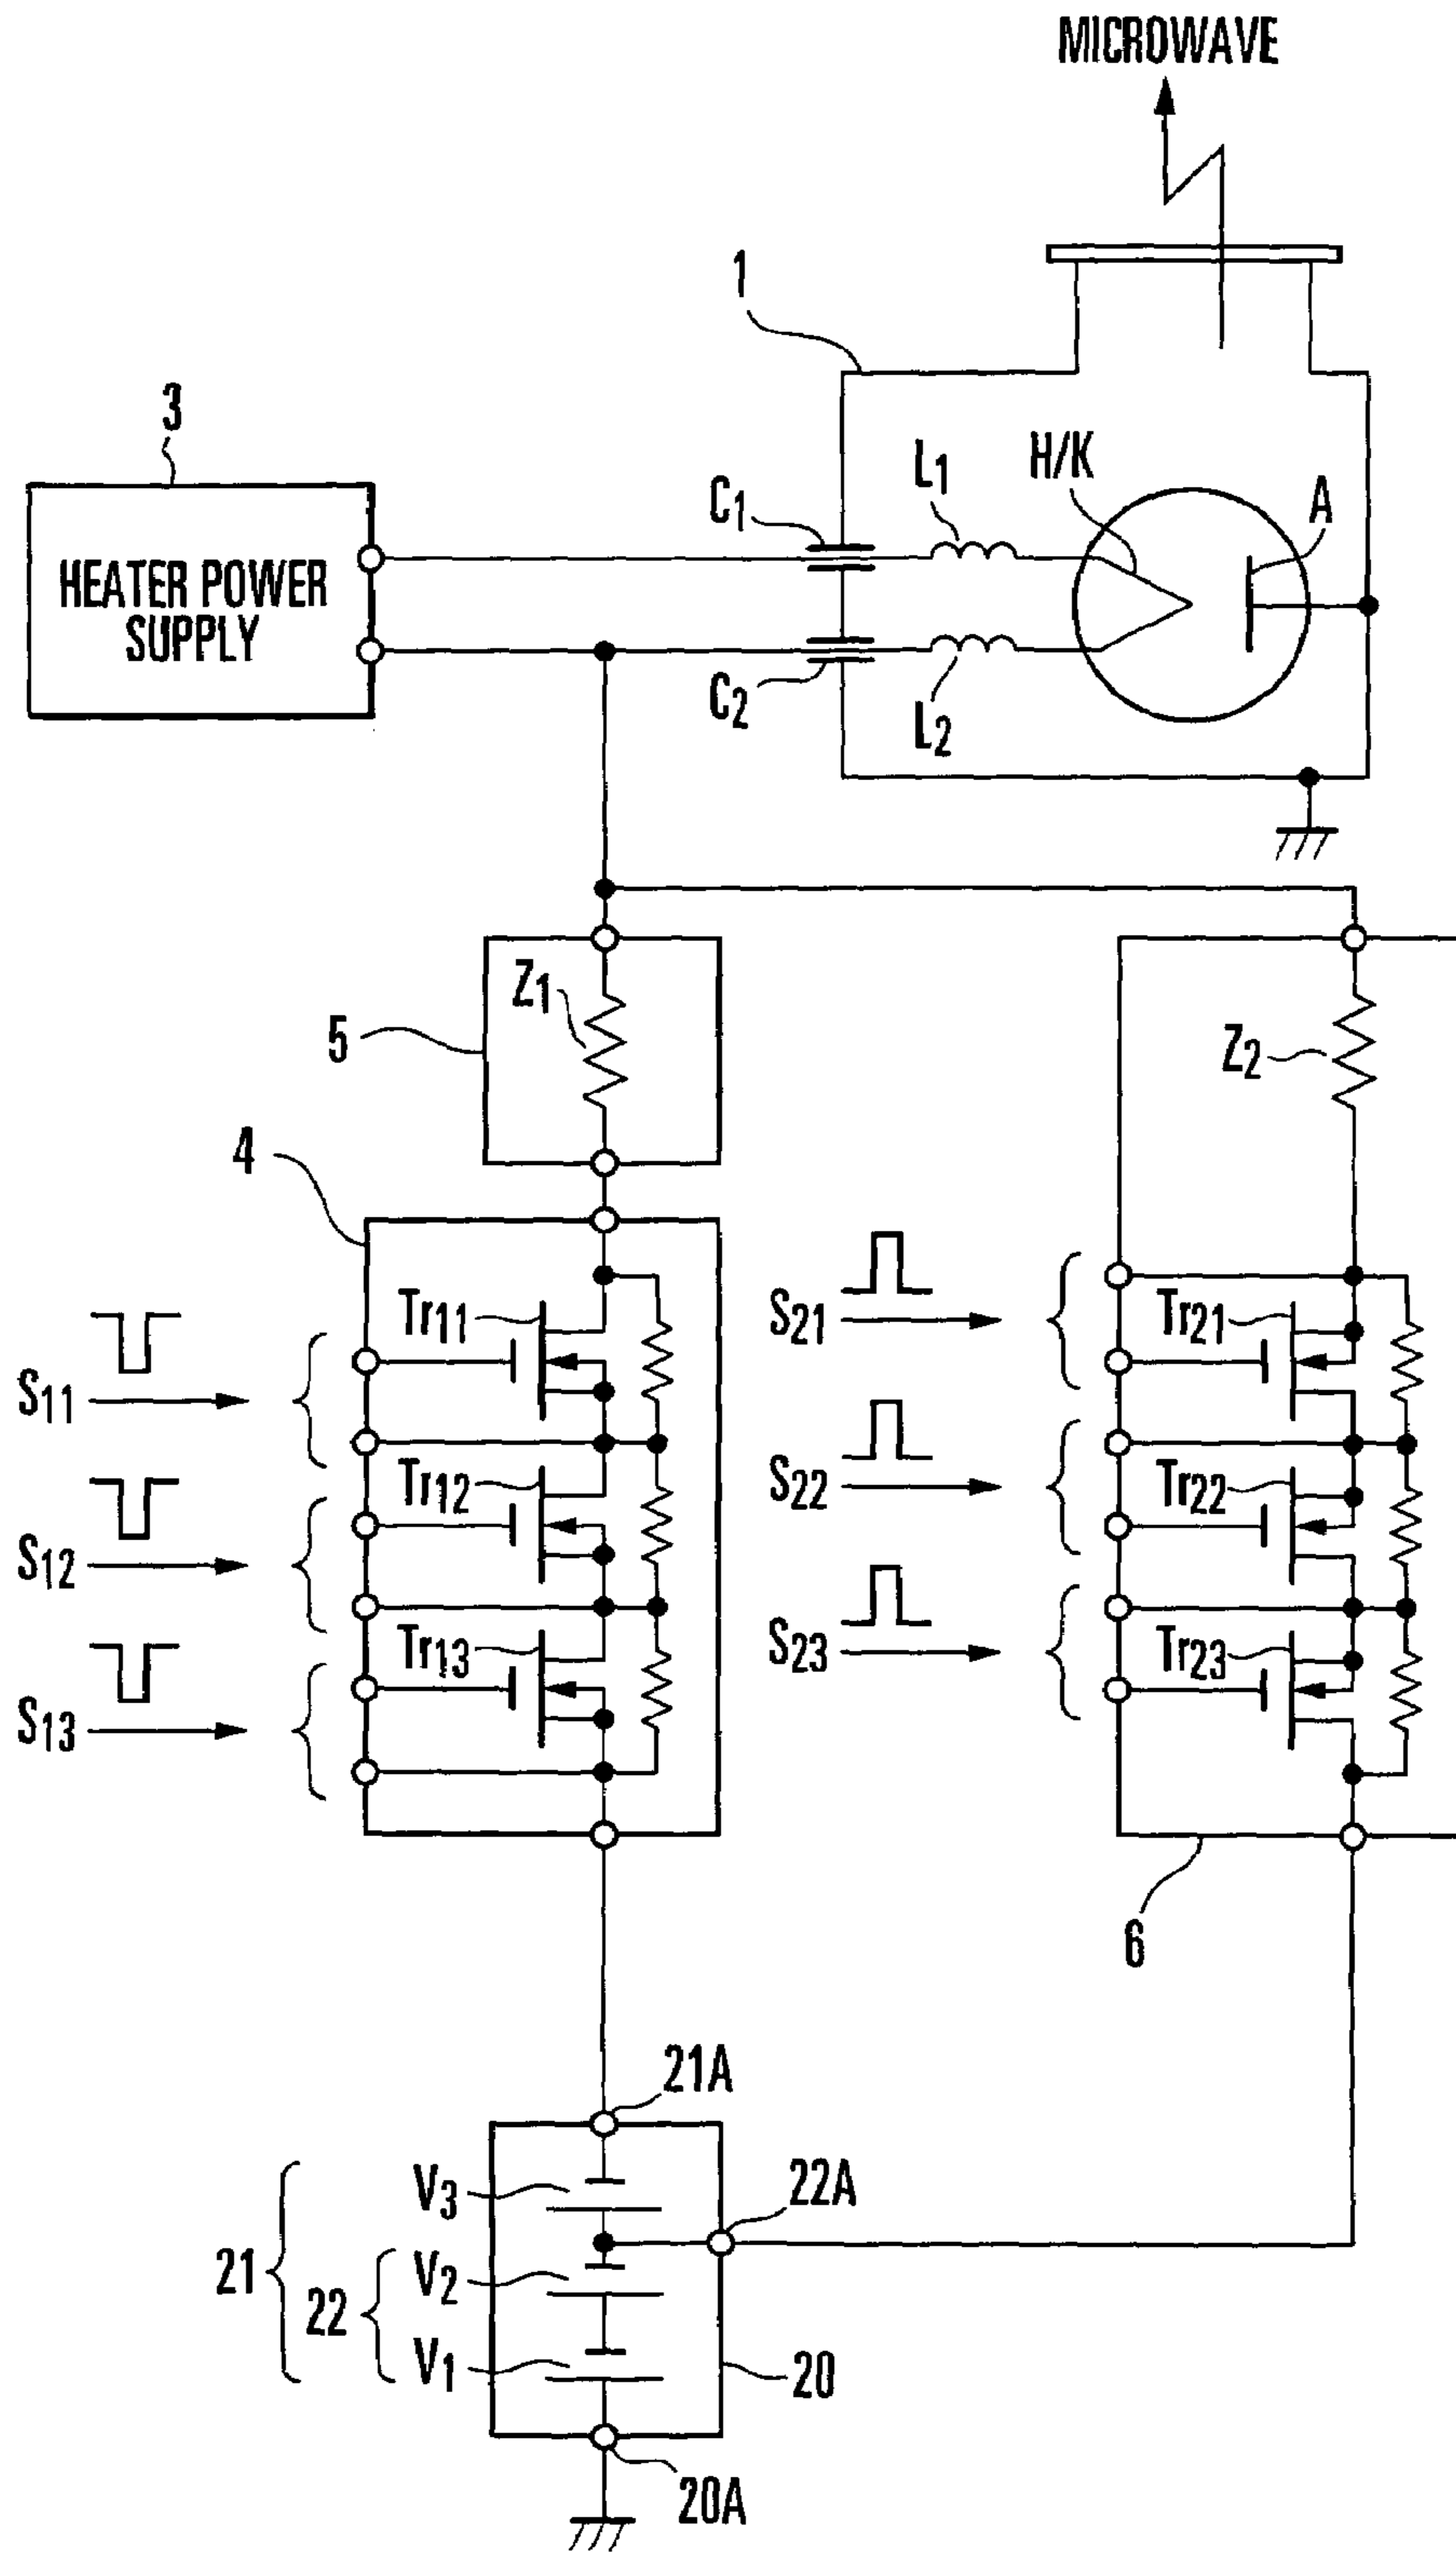 MICROWAVE
1
3
L1
H/K
C1
A
HEATER POWER
SUPPLY
C2
L2
Z1
5
Z2
4
Tr11
S11
S21
Tr21
Tr12
S12
S22
Tr22
Tr13
S13
S23
Tr23
6
21A
V3
22A
21
22
V2
V1
20
20A